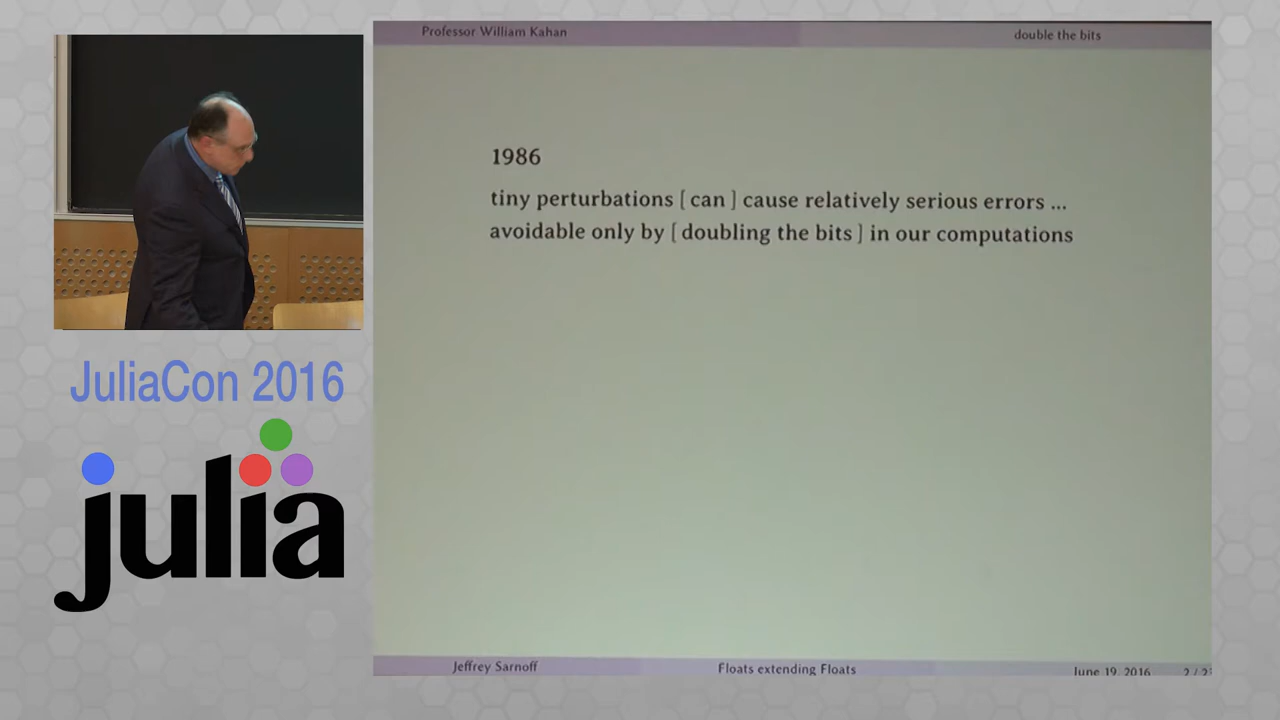 Professor William Kahan
double the bits
1986
tiny perturbations [ can ] cause relatively serious errors ...
avoidable only by [ doubling the bits ] in our computations
JuliaCon 2016
julia
Jeffrey Sarnoff
Floats extending Floats
June 19, 2016